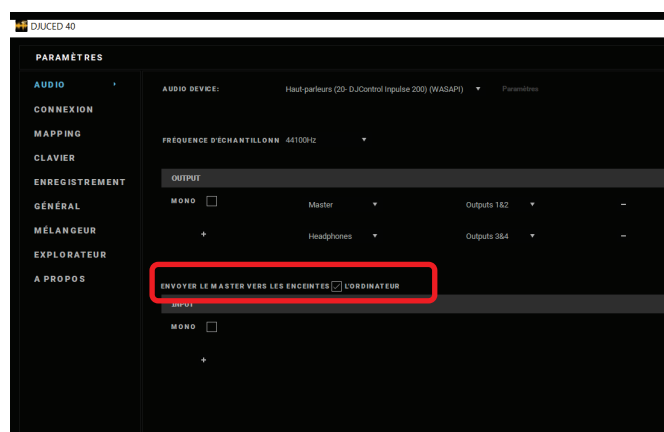 DJUCED 40
PARAMÈTRES
AUDIO
AUDIO DEVICE: Haut-parleurs (20- DJControl Inpulse 200) (WASAPI) Paramètres
CONNEXION
MAPPING
FRÉQUENCE D'ÉCHANTILLONN 44100Hz
CLAVIER
ENREGISTREMENT
OUTPUT
GÉNÉRAL
MONO Master Outputs 1&2 −
MÉLANGEUR
+ Headphones Outputs 3&4 −
EXPLORATEUR
A PROPOS
ENVOYER LE MASTER VERS LES ENCEINTES L'ORDINATEUR
INPUT
MONO
+